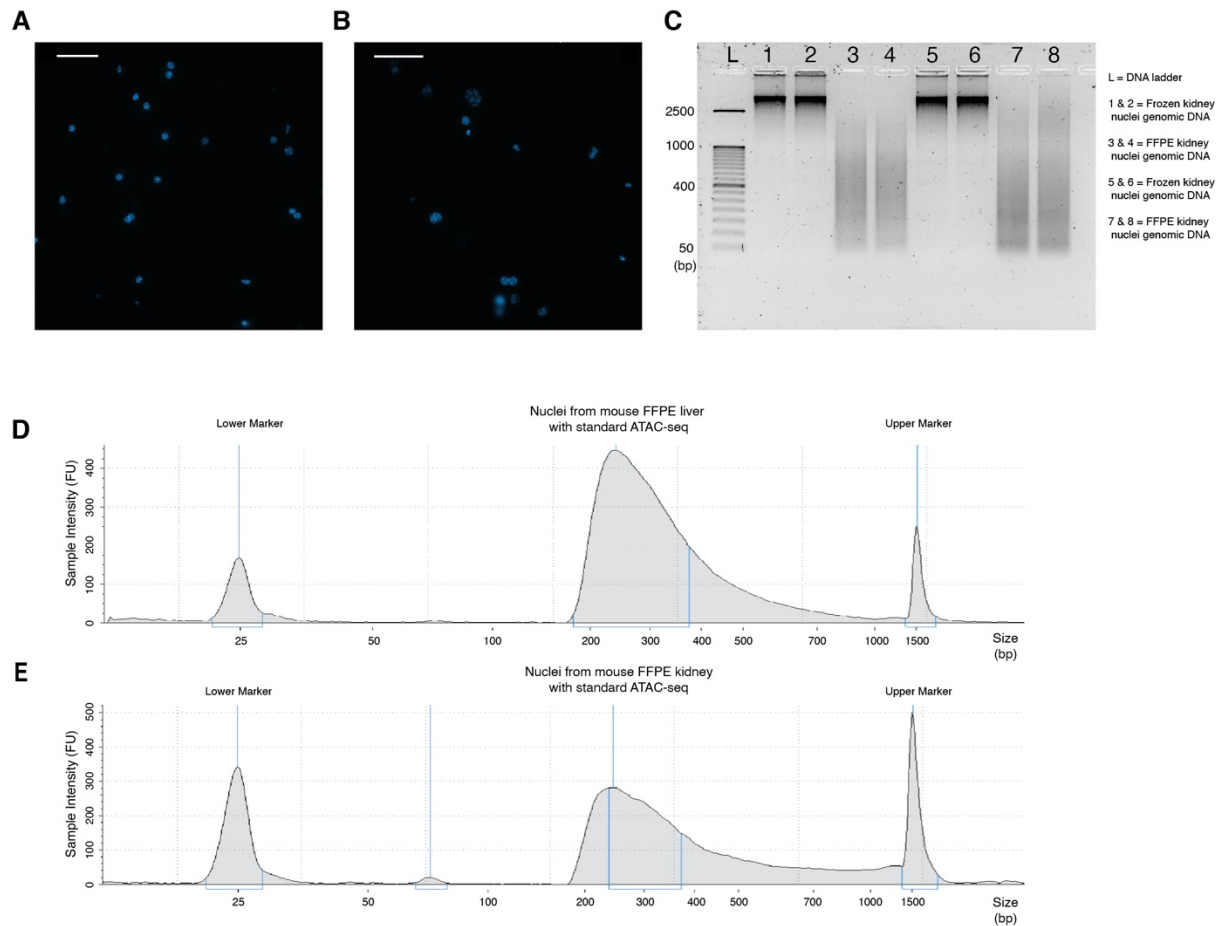 A
B
C
L 1 2 3 4 5 6 7 8
2500
1000
400
50
(bp)
L = DNA ladder
1 & 2 = Frozen kidney
nuclei genomic DNA
3 & 4 = FFPE kidney
nuclei genomic DNA
5 & 6 = Frozen kidney
nuclei genomic DNA
7 & 8 = FFPE kidney
nuclei genomic DNA
D
Nuclei from mouse FFPE liver
with standard ATAC-seq
Lower Marker
Upper Marker
Sample Intensity (FU)
400
300
200
100
0
25 50 100 200 300 400 500 700 1000 1500 Size
(bp)
E
Nuclei from mouse FFPE kidney
with standard ATAC-seq
Lower Marker
Upper Marker
Sample Intensity (FU)
500
400
300
200
100
0
25 50 100 200 300 400 500 700 1000 1500 Size
(bp)